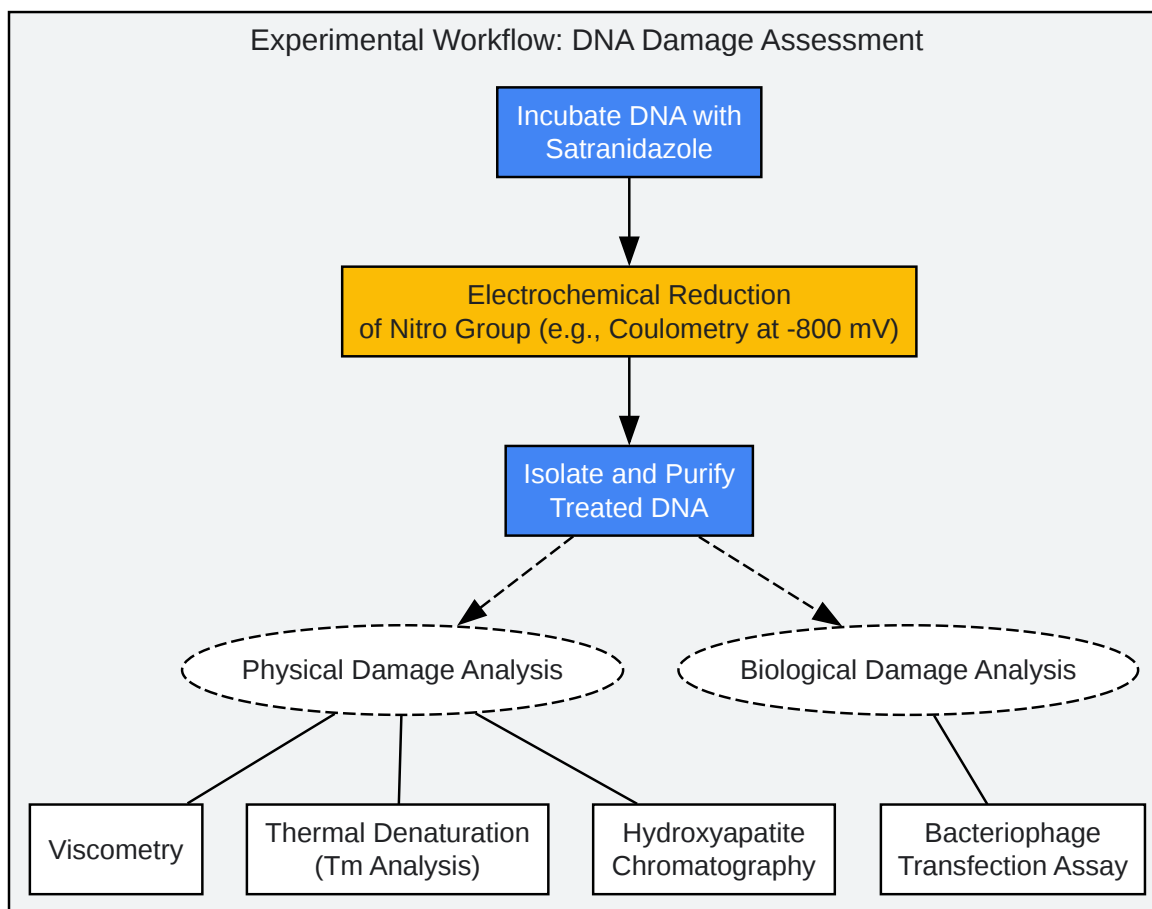 Experimental Workflow: DNA Damage Assessment
Incubate DNA with
Satranidazole
Electrochemical Reduction
of Nitro Group (e.g., Coulometry at -800 mV)
Isolate and Purify
Treated DNA
Physical Damage Analysis
Biological Damage Analysis
Viscometry
Thermal Denaturation
(Tm Analysis)
Hydroxyapatite
Chromatography
Bacteriophage
Transfection Assay